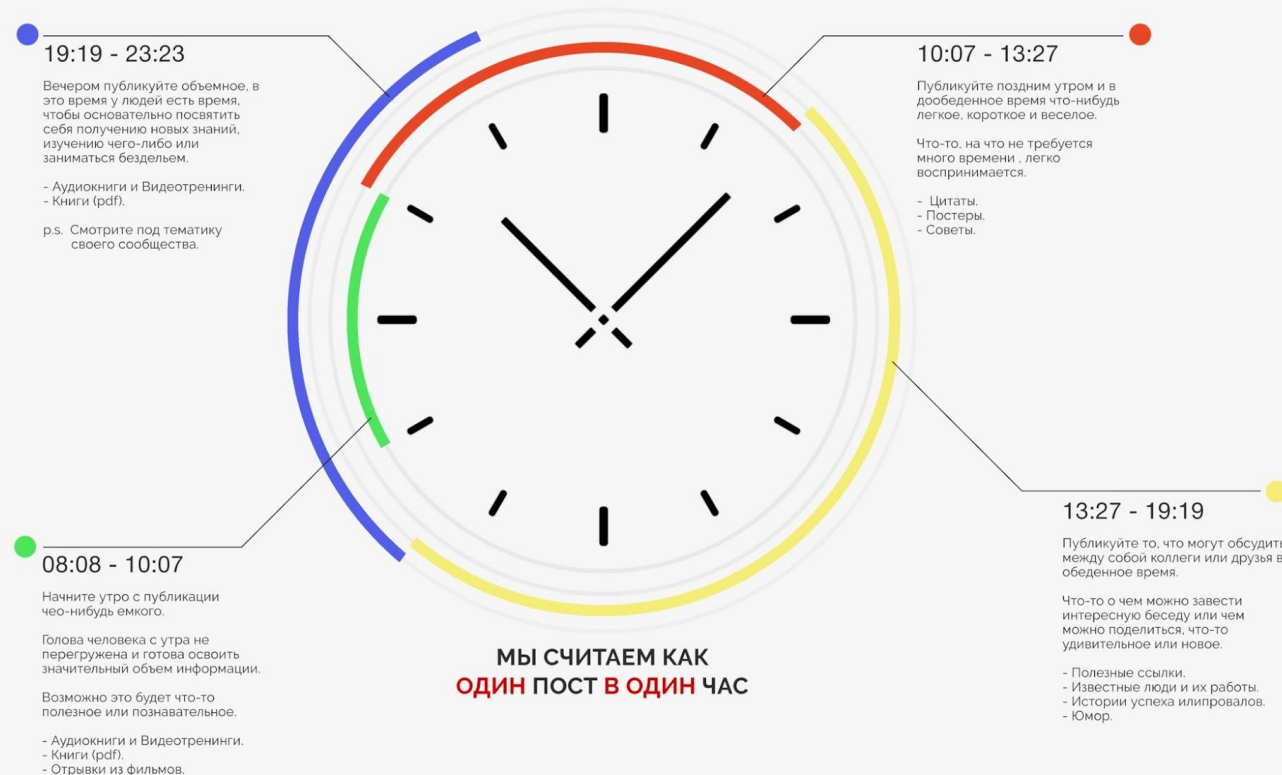 19:19 - 23:23
Вечером публикуйте объемное, в
это время у людей есть время,
чтобы основательно посвятить
себя получению новых знаний,
изучению чего-либо или
заниматься бездельем.
- Аудиокниги и Видеотренинги.
- Книги (pdf).
p.s. Смотрите под тематику
своего сообщества.
10:07 - 13:27
Публикуйте поздним утром и в
дообеденное время что-нибудь
легкое, короткое и веселое.
Что-то, на что не требуется
много времени , легко
воспринимается.
- Цитаты.
- Постеры.
- Советы.
08:08 - 10:07
Начните утро с публикации
чео-нибудь емкого.
Голова человека с утра не
перегружена и готова освоить
значительный объем информации.
Возможно это будет что-то
полезное или познавательное.
- Аудиокниги и Видеотренинги.
- Книги (pdf).
- Отрывки из фильмов.
МЫ СЧИТАЕМ КАК
ОДИН ПОСТ В ОДИН ЧАС
13:27 - 19:19
Публикуйте то, что могут обсудить
между собой коллеги или друзья в
обеденное время.
Что-то о чем можно завести
интересную беседу или чем
можно поделиться, что-то
удивительное или новое.
- Полезные ссылки.
- Известные люди и их работы.
- Истории успеха илипровалов.
- Юмор.